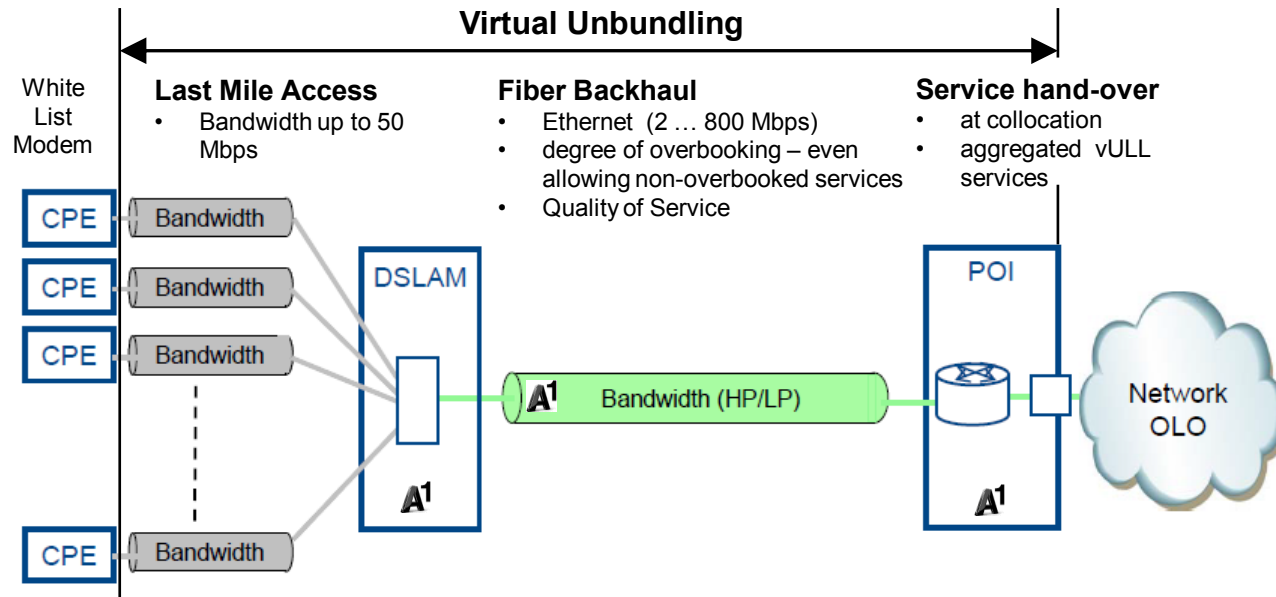 Virtual Unbundling
White
List
Modem
Last Mile Access
• Bandwidth up to 50
Mbps
Fiber Backhaul
• Ethernet (2 … 800 Mbps)
• degree of overbooking – even
allowing non-overbooked services
• Quality of Service
Service hand-over
• at collocation
• aggregated vULL
services
CPE
Bandwidth
CPE
Bandwidth
CPE
Bandwidth
CPE
Bandwidth
DSLAM
A1
A1
Bandwidth (HP/LP)
POI
A1
Network
OLO